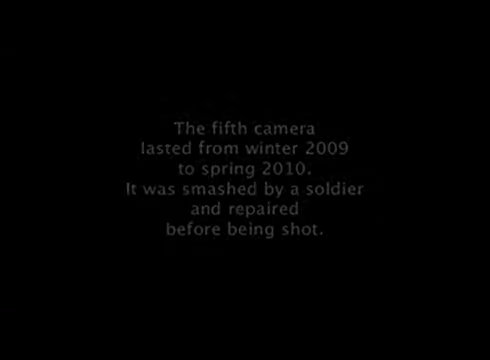 The fifth camera
lasted from winter 2009
to spring 2010.
It was smashed by a soldier
and repaired
before being shot.